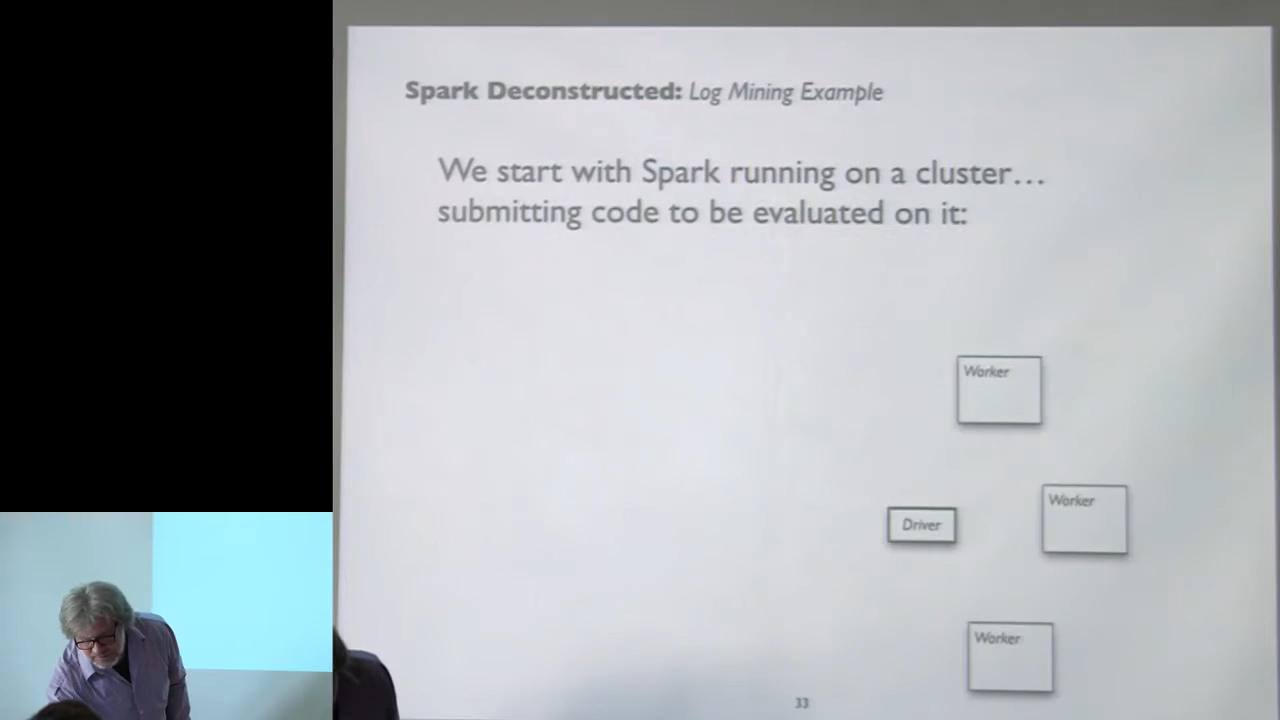 Spark Deconstructed: Log Mining Example
We start with Spark running on a cluster…
submitting code to be evaluated on it:
Worker
Worker
Driver
Worker
33